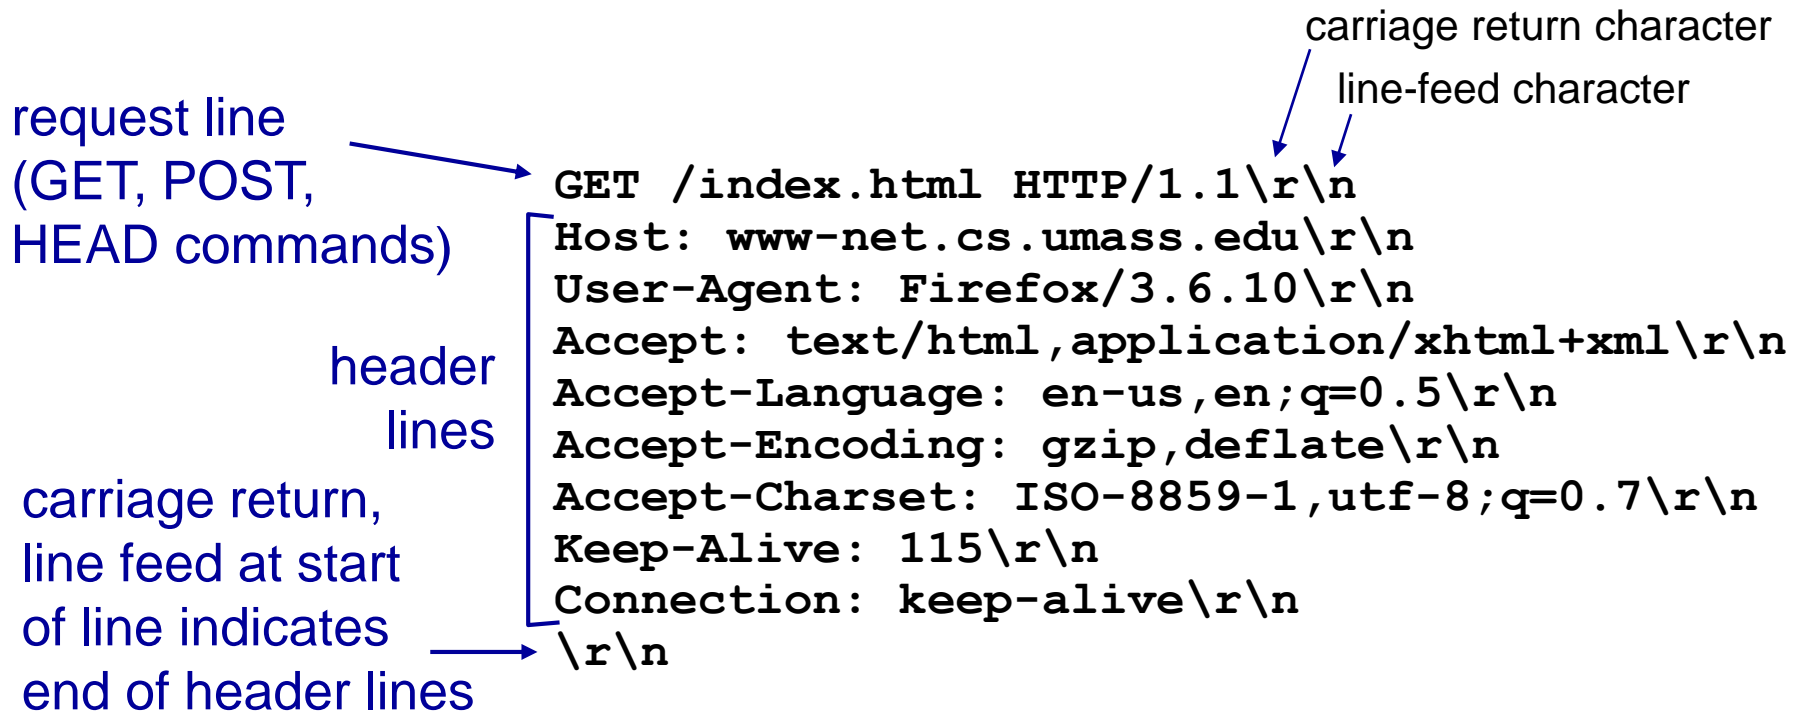 carriage return character
line-feed character
request line
(GET, POST,
HEAD commands)
GET /index.html HTTP/1.1\r\n
Host: www-net.cs.umass.edu\r\n
User-Agent: Firefox/3.6.10\r\n
Accept: text/html,application/xhtml+xml\r\n
Accept-Language: en-us,en;q=0.5\r\n
Accept-Encoding: gzip,deflate\r\n
Accept-Charset: ISO-8859-1,utf-8;q=0.7\r\n
Keep-Alive: 115\r\n
Connection: keep-alive\r\n
\r\n
header
lines
carriage return,
line feed at start
of line indicates
end of header lines